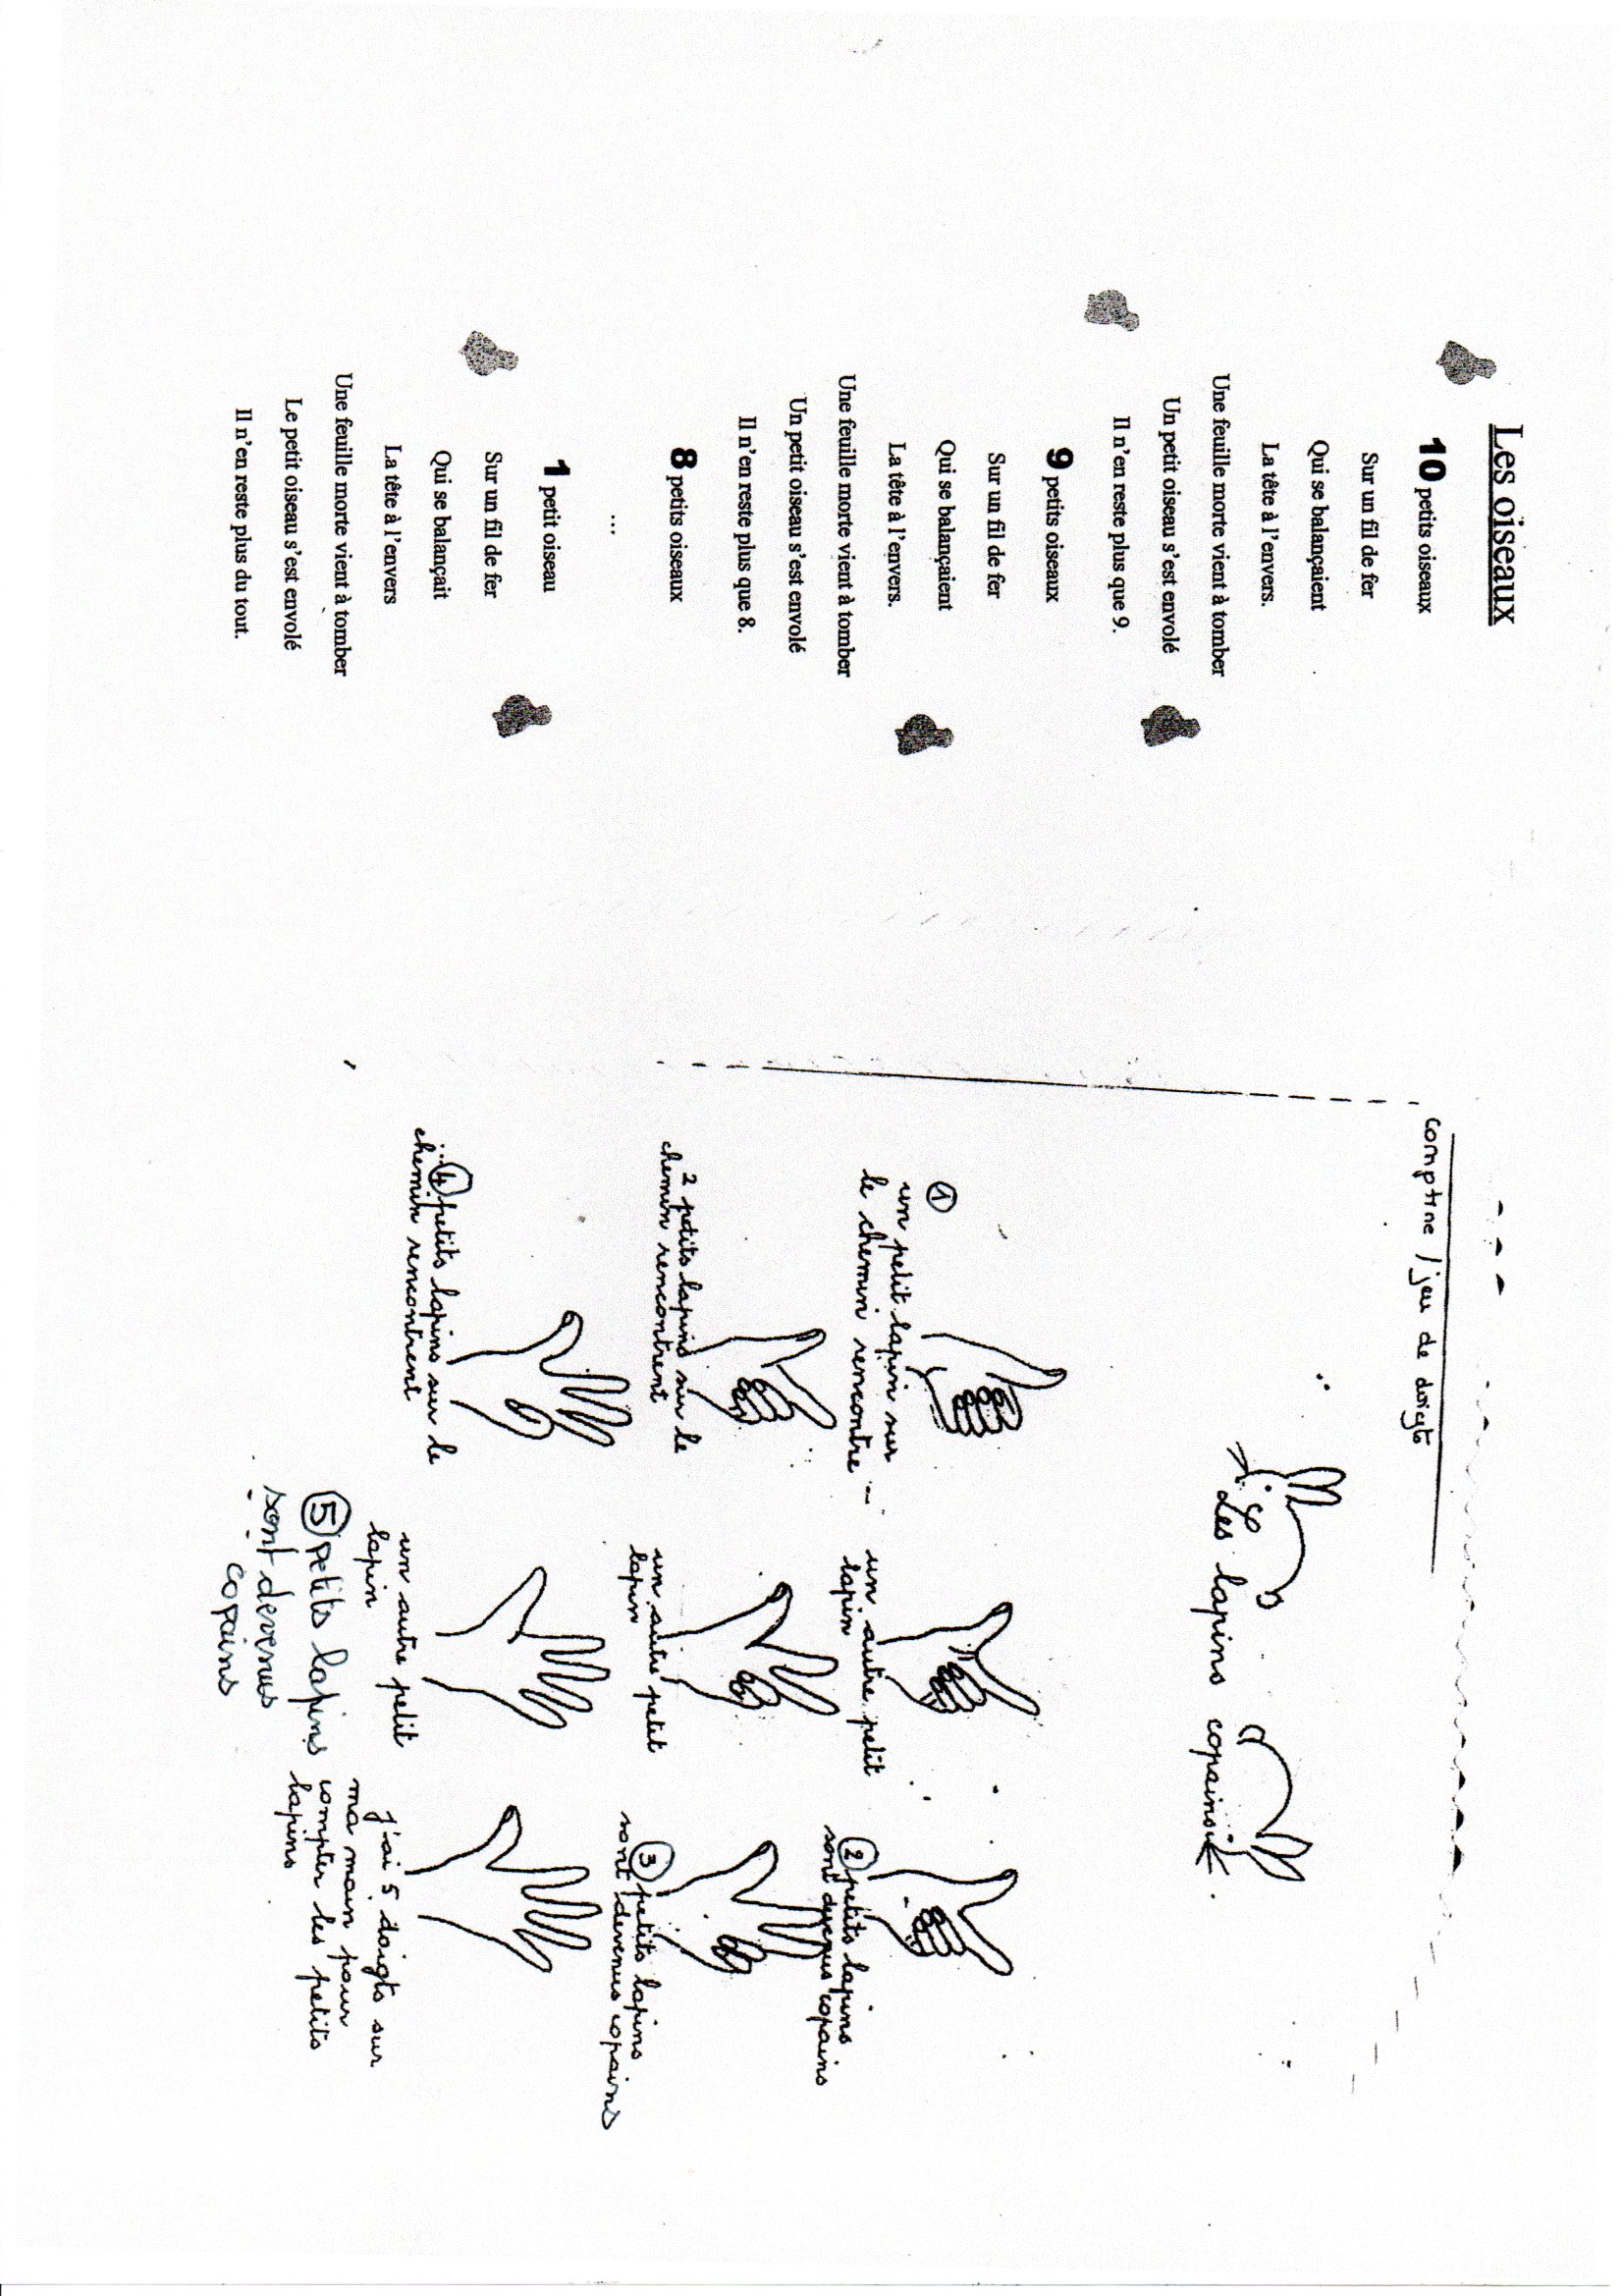 Les oiseaux
10 petits oiseaux
Sur un fil de fer
Qui se balançaient
La tête à l'envers.
Une feuille morte vient à tomber
Un petit oiseau s'est envolé
Il n'en reste plus que 9.
9 petits oiseaux
Sur un fil de fer
Qui se balançaient
La tête à l'envers.
Une feuille morte vient à tomber
Un petit oiseau s'est envolé
Il n'en reste plus que 8.
8 petits oiseaux
...
1 petit oiseau
Sur un fil de fer
Qui se balançait
La tête à l'envers
Une feuille morte vient à tomber
Le petit oiseau s'est envolé
Il n'en reste plus du tout.
comptine / jeu de doigts
Les lapins copains
1
un petit lapin sur
le chemin rencontre -
un autre petit
lapin
2 petits lapins
sont devenus copains
2 petits lapins sur le
chemin rencontrent
un autre petit
lapin
3 petits lapins
sont devenus copains
4 petits lapins sur le
chemin rencontrent
un autre petit
lapin
5 petits lapins
sont devenus
copains
j'ai 5 doigts sur
ma main pour
compter les petits
lapins